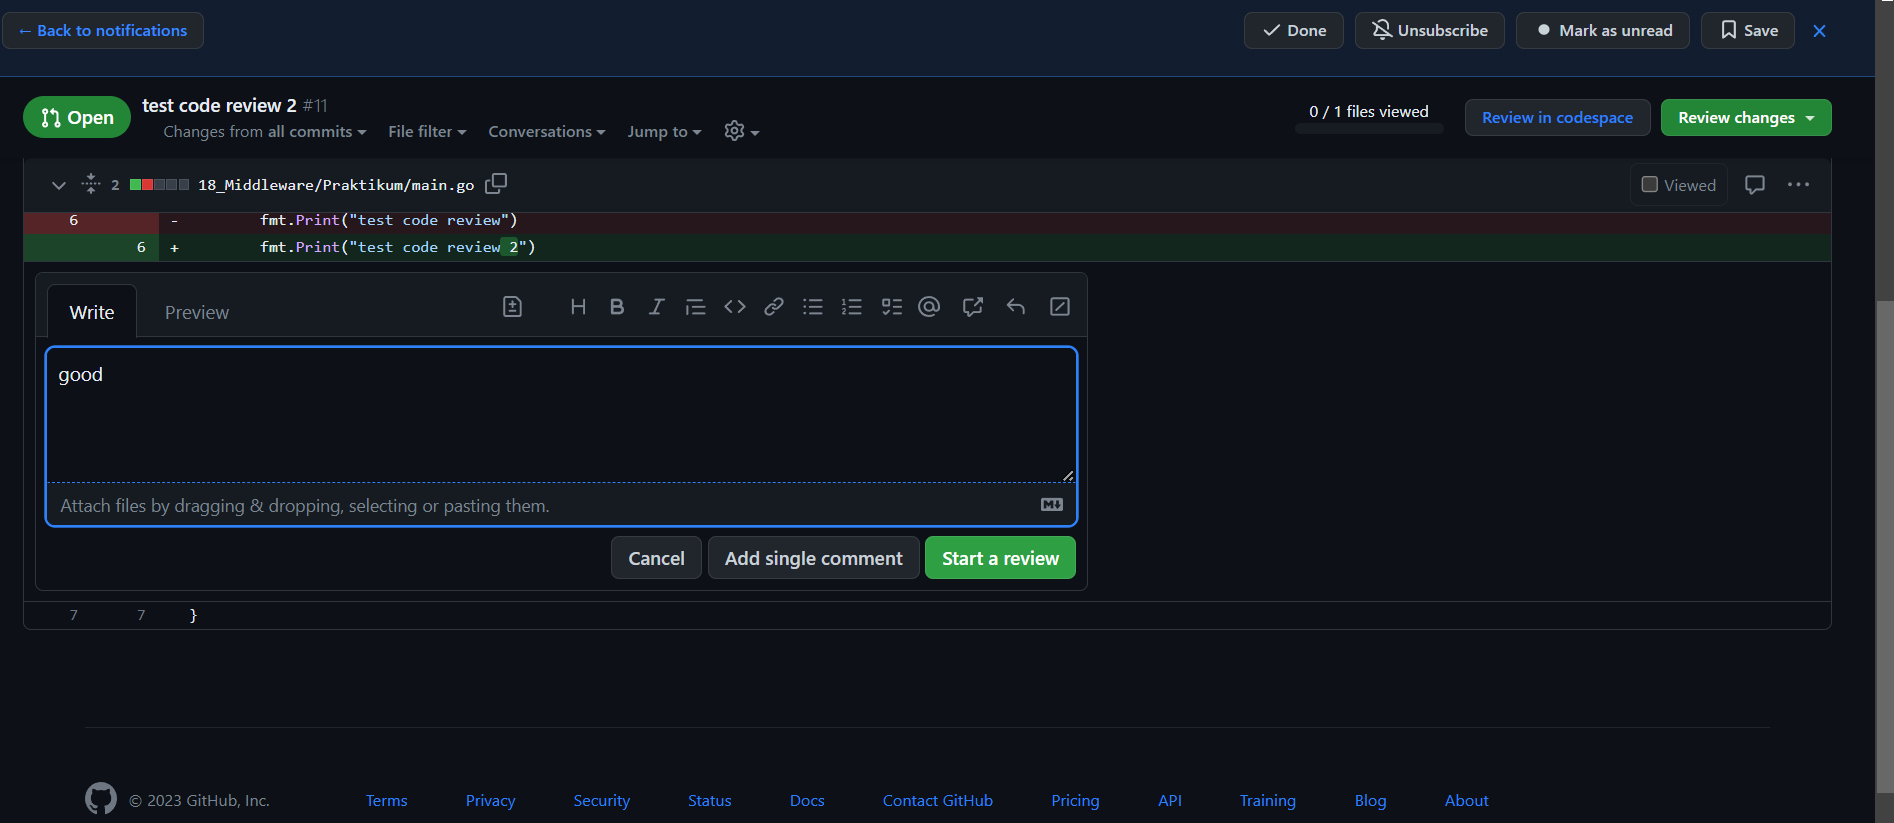 ← Back to notifications
Done
Unsubscribe
Mark as unread
Save
Open
test code review 2 #11
Changes from all commits
File filter
Conversations
Jump to
0 / 1 files viewed
Review in codespace
Review changes
2
18_Middleware/Praktikum/main.go
Viewed
6 - fmt.Print("test code review")
6 + fmt.Print("test code review 2")
Write
Preview
good
Attach files by dragging & dropping, selecting or pasting them.
Cancel
Add single comment
Start a review
7 7 }
© 2023 GitHub, Inc.
Terms
Privacy
Security
Status
Docs
Contact GitHub
Pricing
API
Training
Blog
About